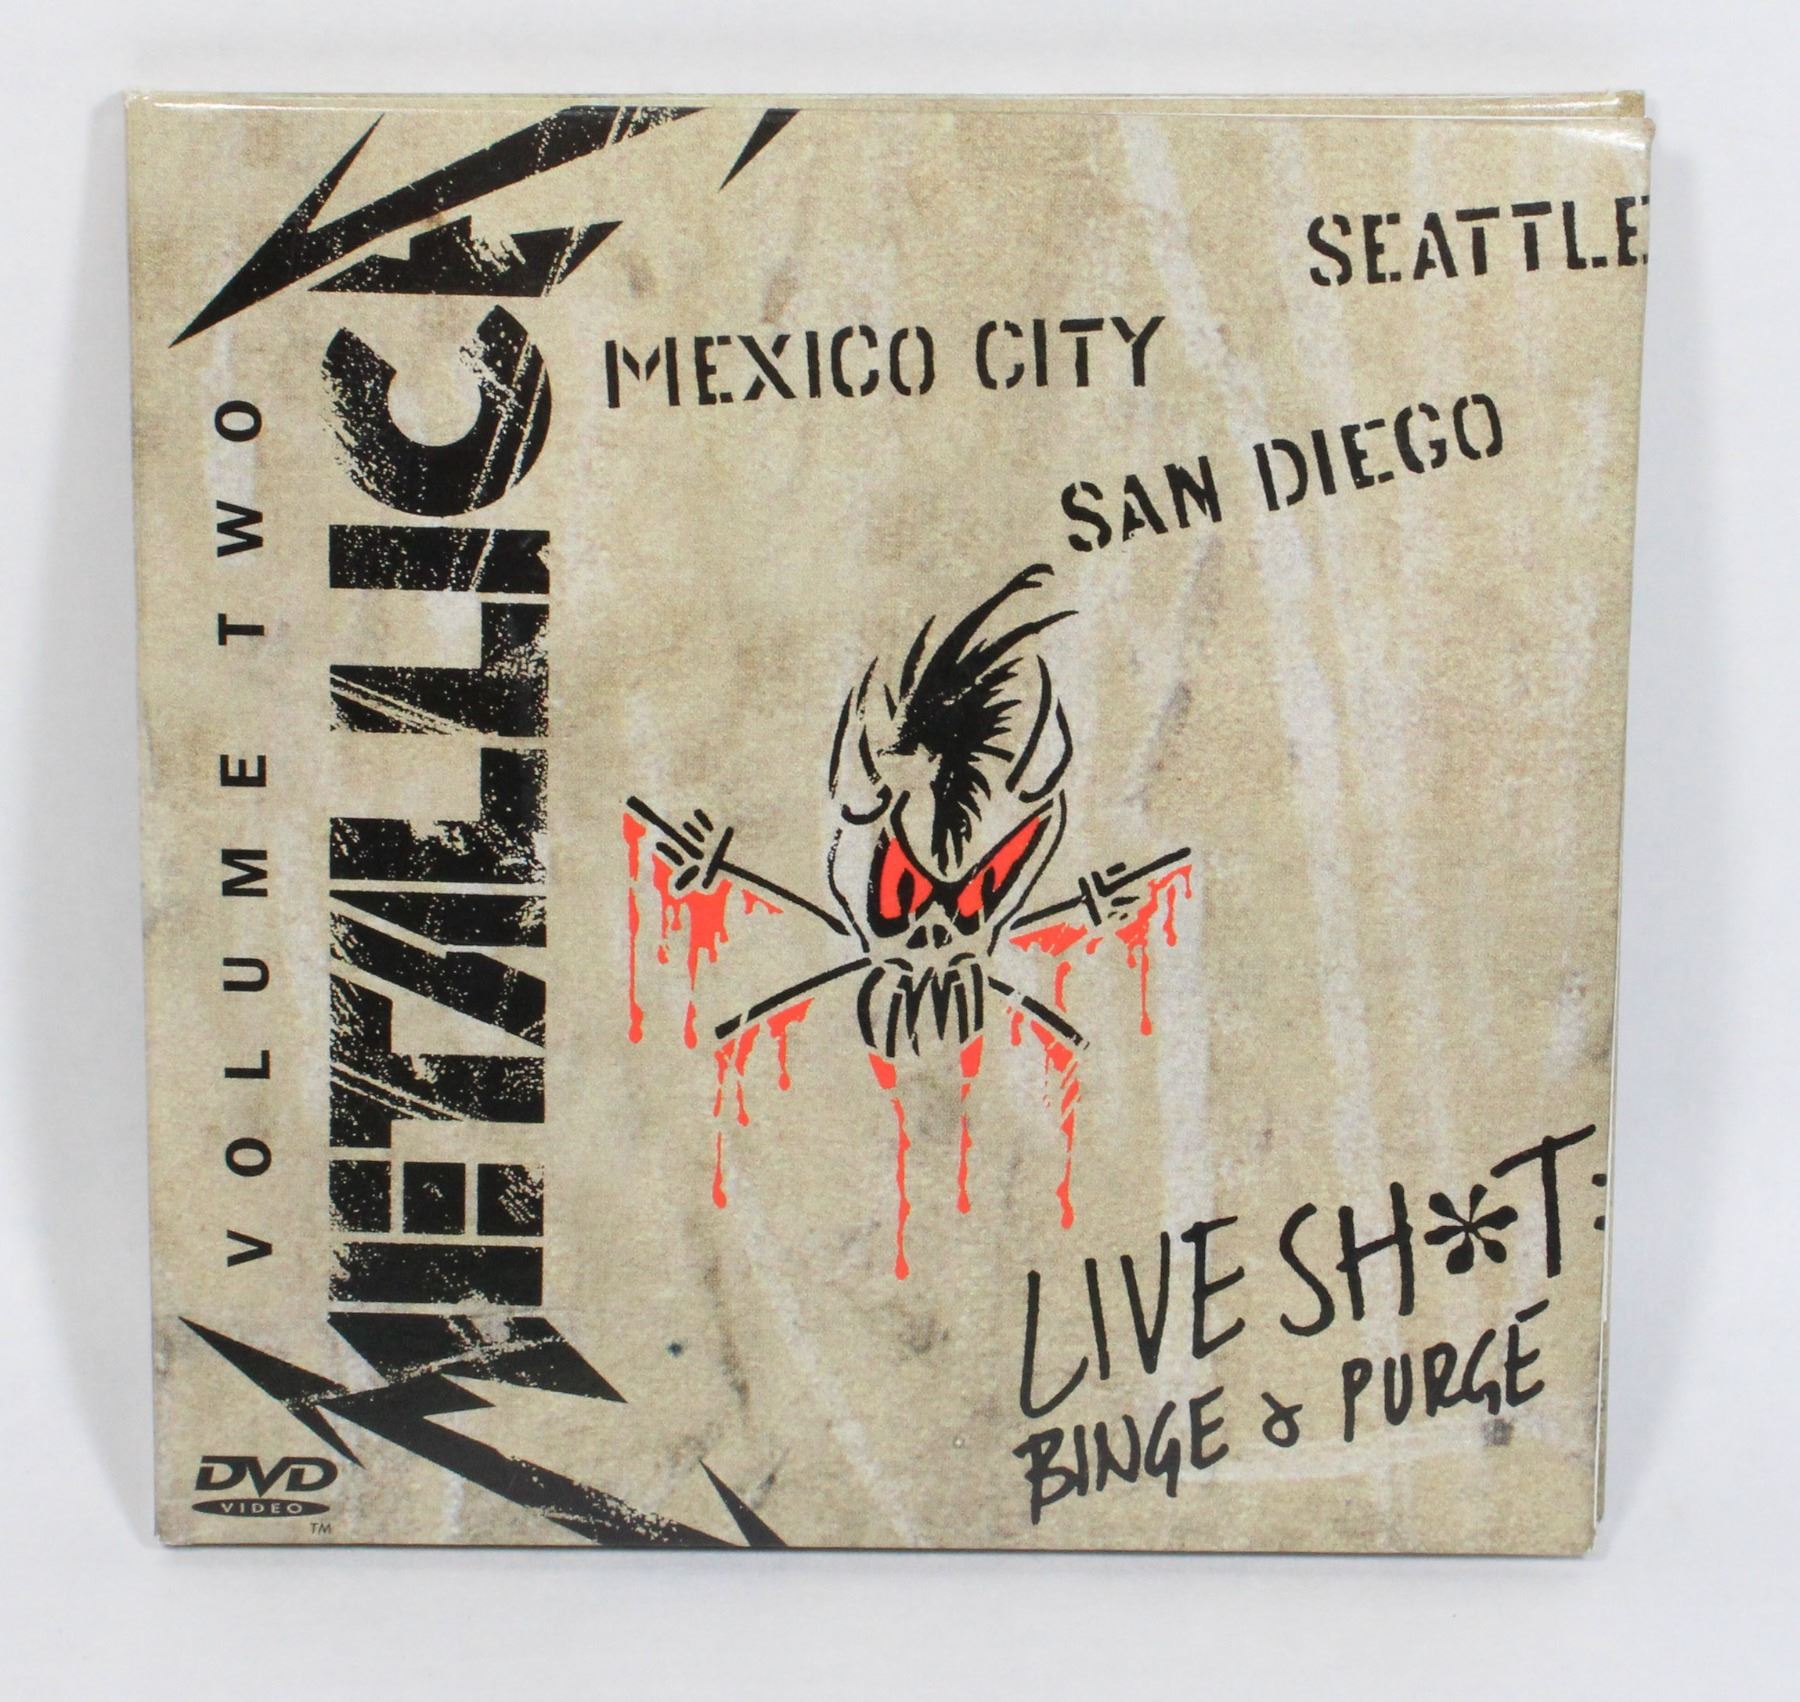 VOLUME TWO
METALLICA
SEATTLE
MEXICO CITY
SAN DIEGO
LIVE SH*T:
BINGE & PURGE
DVD
VIDEO
TM